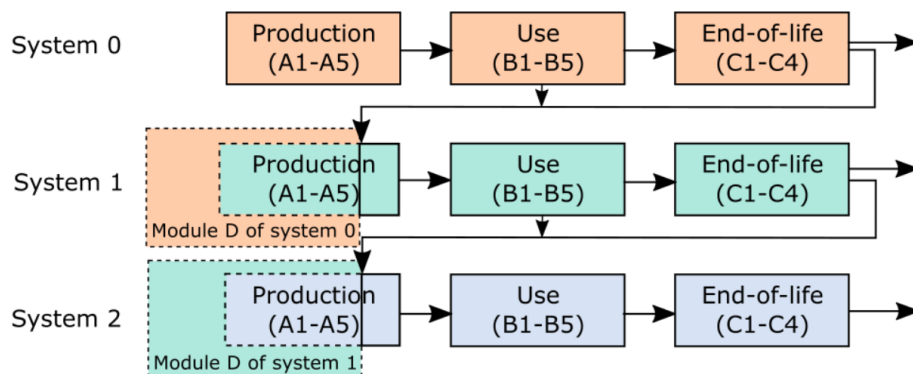 System 0
Production
(A1-A5)
Use
(B1-B5)
End-of-life
(C1-C4)
System 1
Production
(A1-A5)
Use
(B1-B5)
End-of-life
(C1-C4)
Module D of system 0
System 2
Production
(A1-A5)
Use
(B1-B5)
End-of-life
(C1-C4)
Module D of system 1